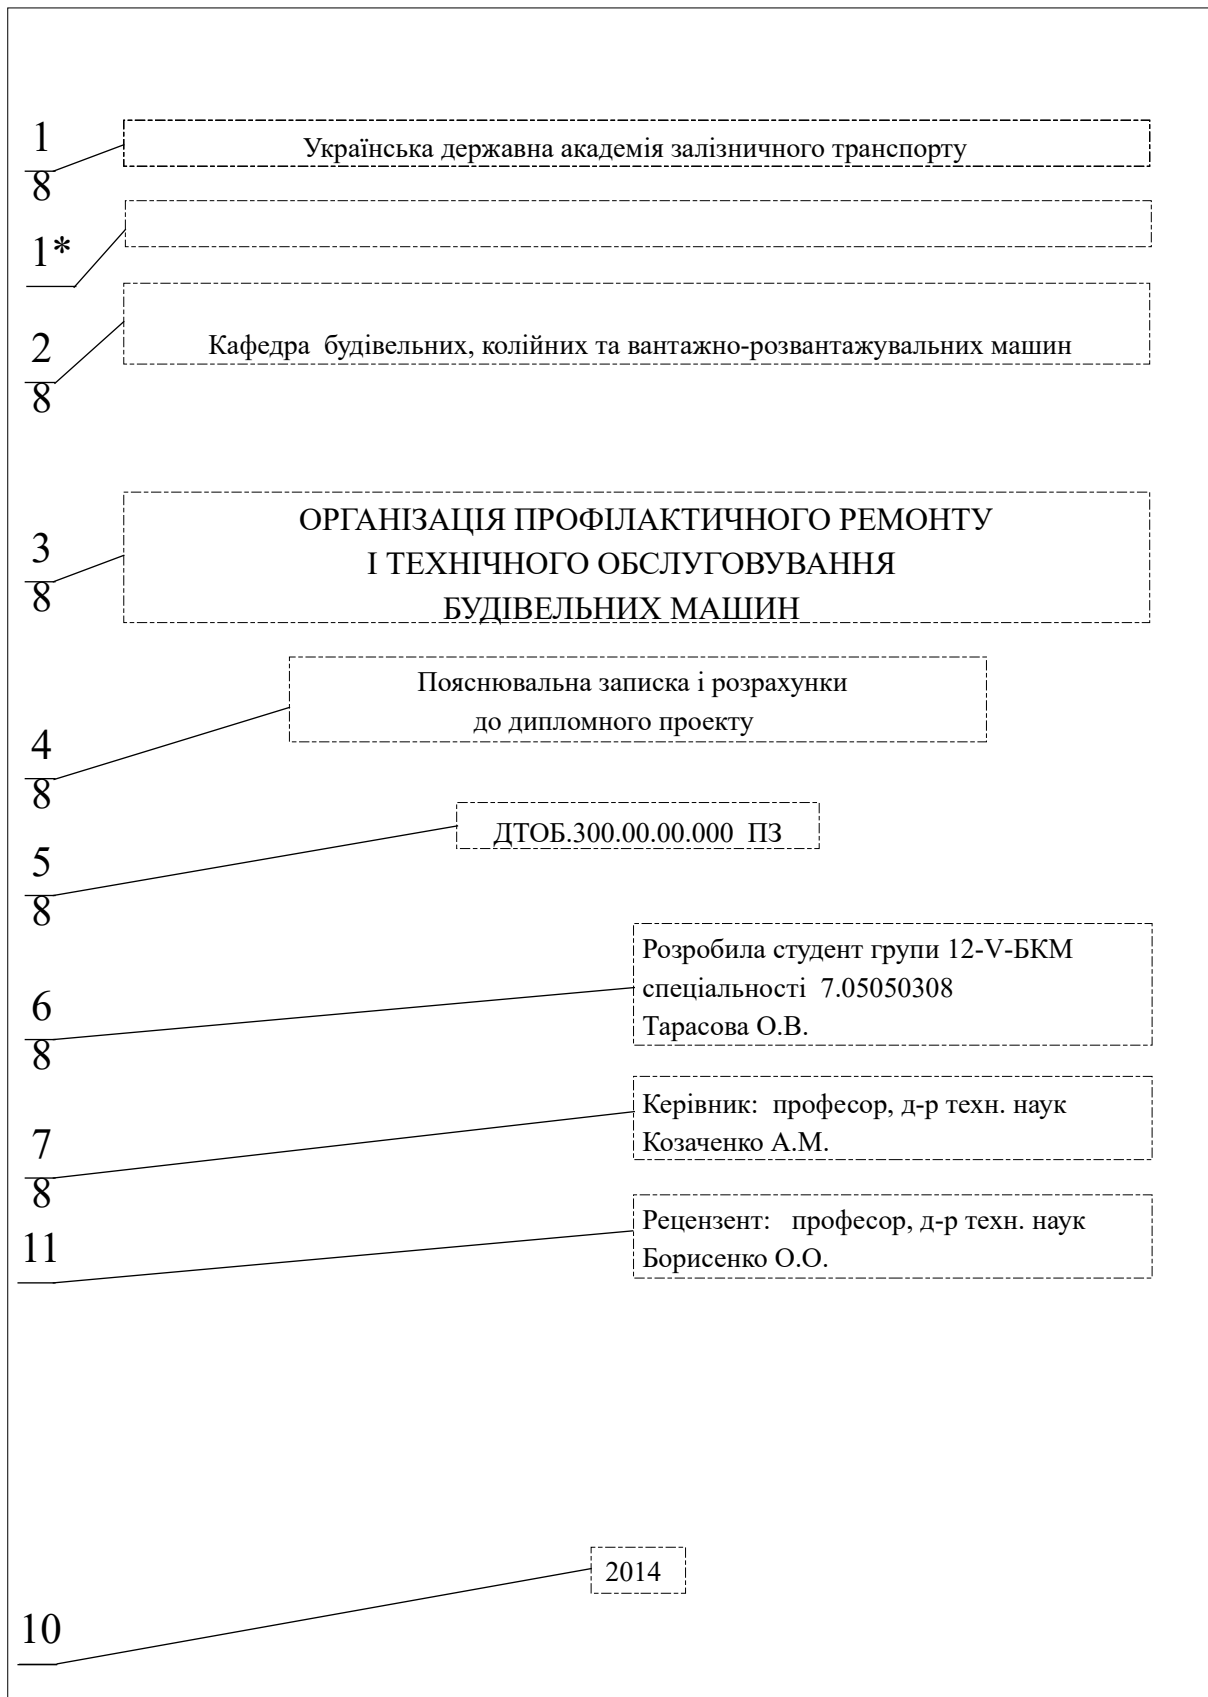 1
8
Українська державна академія залізничного транспорту
1*
2
8
Кафедра будівельних, колійних та вантажно-розвантажувальних машин
3
8
ОРГАНІЗАЦІЯ ПРОФІЛАКТИЧНОГО РЕМОНТУ
І ТЕХНІЧНОГО ОБСЛУГОВУВАННЯ
БУДІВЕЛЬНИХ МАШИН
4
8
Пояснювальна записка і розрахунки
до дипломного проекту
5
8
ДТОБ.300.00.00.000 ПЗ
6
8
Розробила студент групи 12-V-БКМ
спеціальності 7.05050308
Тарасова О.В.
7
8
Керівник: професор, д-р техн. наук
Козаченко А.М.
11
Рецензент: професор, д-р техн. наук
Борисенко О.О.
10
2014